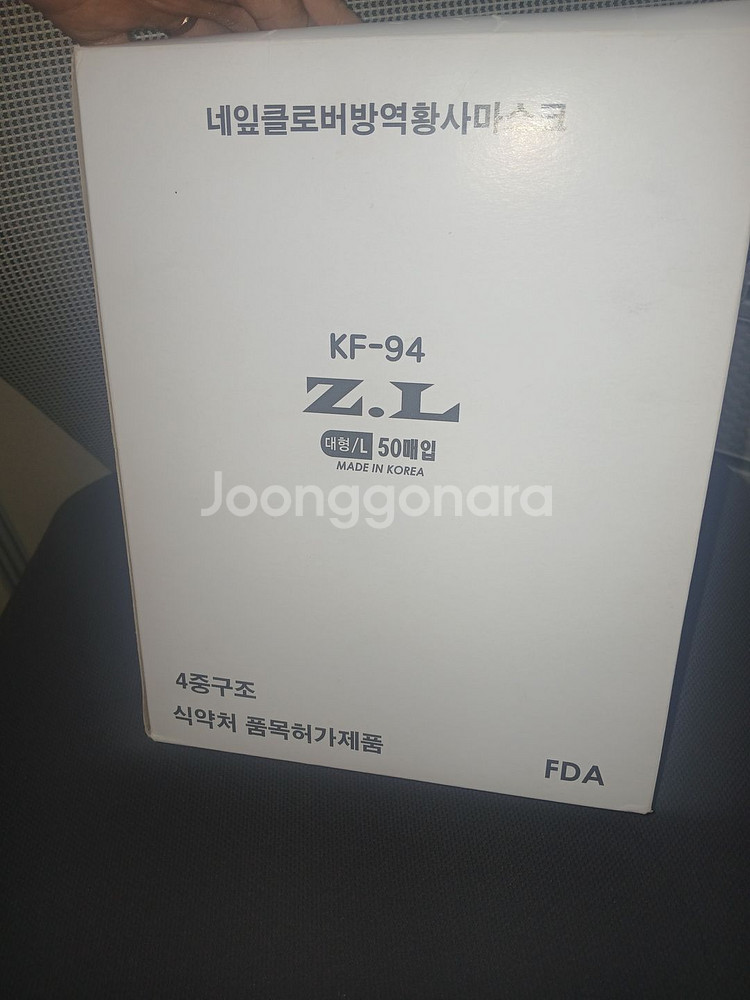 네잎클로버방역황사마스크
KF-94
Z.L
대형/L 50매입
MADE IN KOREA
Joonggonara
4중구조
식약처 품목허가제품
FDA